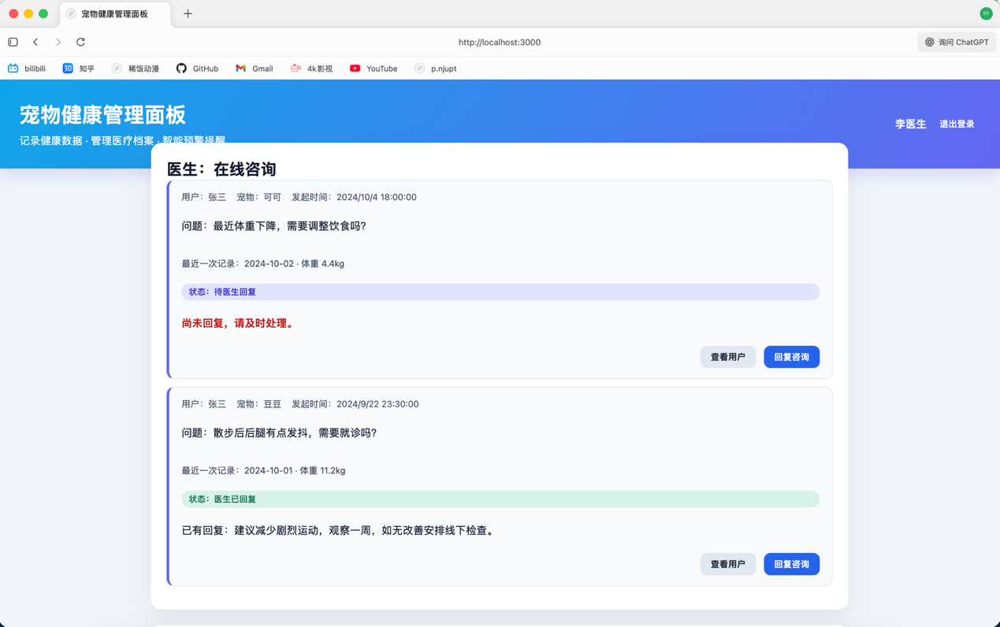 宠物健康管理面板
FF
http://localhost:3000
询问 ChatGPT
bilibili 知 知乎 稀饭动漫 GitHub Gmail 4k影视 YouTube p.njupt
宠物健康管理面板
记录健康数据 · 管理医疗档案 · 智能预警提醒
李医生 退出登录
医生：在线咨询
用户：张三 宠物：可可 发起时间：2024/10/4 18:00:00
问题：最近体重下降，需要调整饮食吗?
最近一次记录：2024-10-02 · 体重 4.4kg
状态：待医生回复
尚未回复，请及时处理。
查看用户 回复咨询
用户：张三 宠物：豆豆 发起时间：2024/9/22 23:30:00
问题：散步后后腿有点发抖，需要就诊吗?
最近一次记录：2024-10-01 · 体重 11.2kg
状态：医生已回复
已有回复：建议减少剧烈运动，观察一周，如无改善安排线下检查。
查看用户 回复咨询